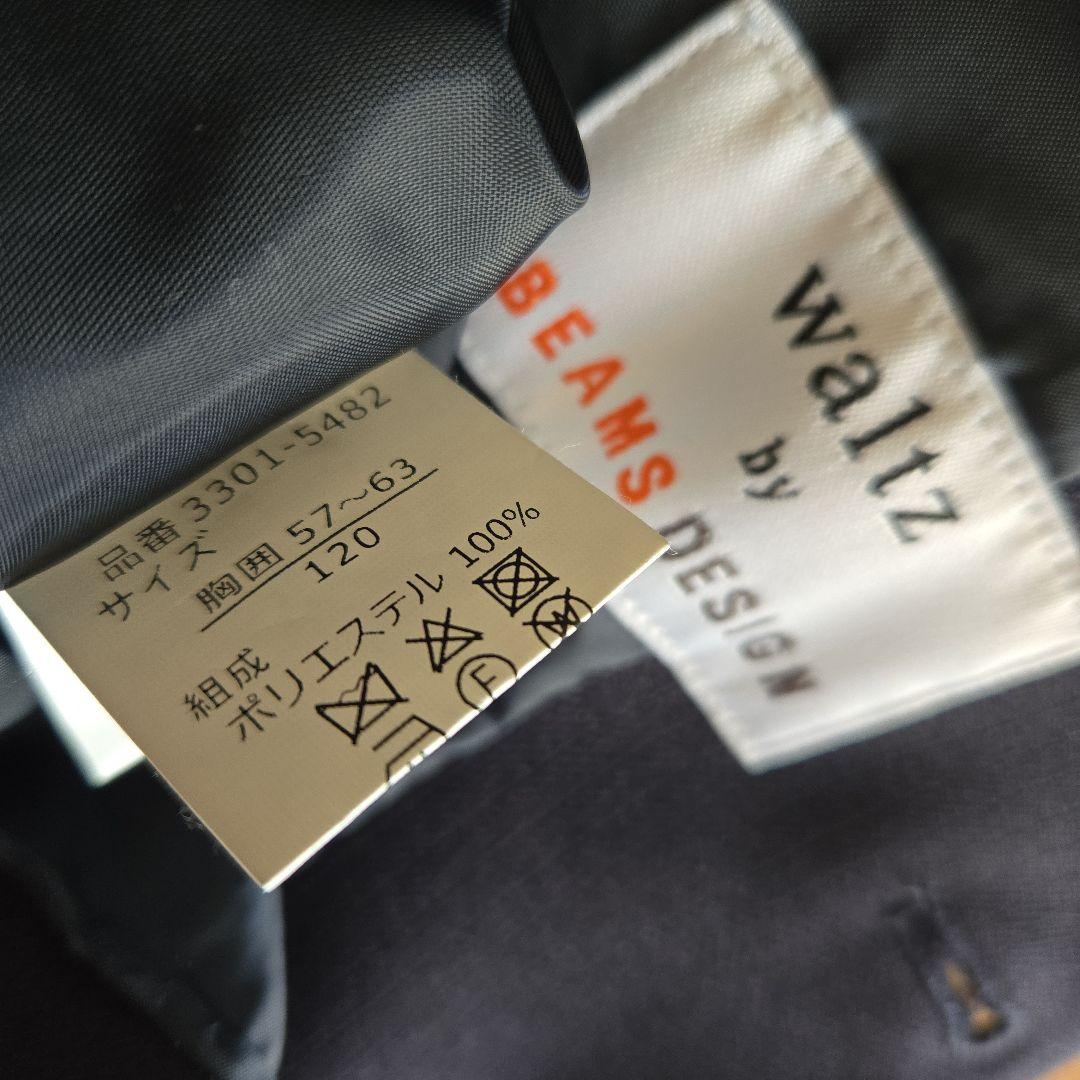 waltz
by
BEAMS DESIGN
品番 3301-5482
サイズ
胸囲 57～63
120
組成
ポリエステル 100%
F
W